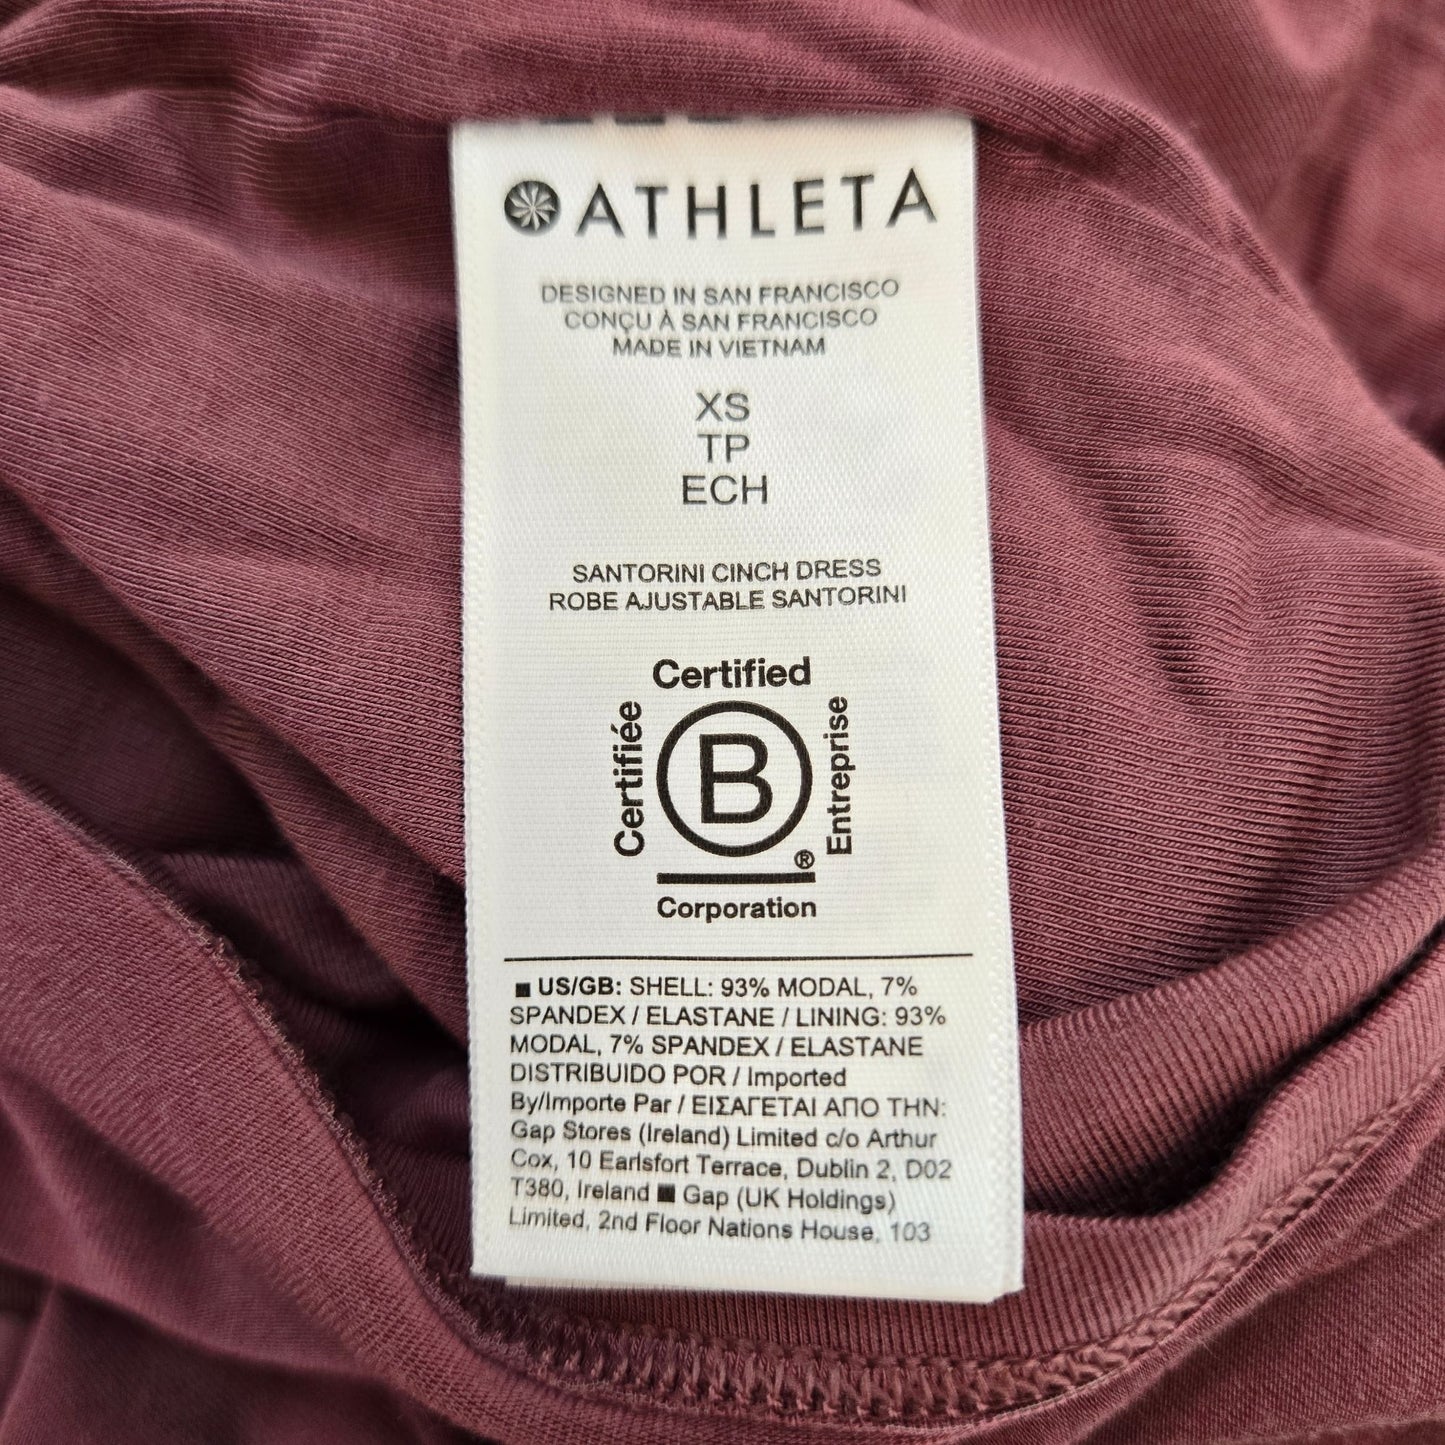 ATHLETA
DESIGNED IN SAN FRANCISCO
CONÇU À SAN FRANCISCO
MADE IN VIETNAM
XS
TP
ECH
SANTORINI CINCH DRESS
ROBE AJUSTABLE SANTORINI
Certified
Certifiée
B
Entreprise
®
Corporation
■ US/GB: SHELL: 93% MODAL, 7%
SPANDEX / ELASTANE / LINING: 93%
MODAL, 7% SPANDEX / ELASTANE
DISTRIBUIDO POR / Imported
By/Importe Par / ΕΙΣΑΓΕΤΑΙ ΑΠΟ ΤΗΝ:
Gap Stores (Ireland) Limited c/o Arthur
Cox, 10 Earlsfort Terrace, Dublin 2, D02
T380, Ireland ■ Gap (UK Holdings)
Limited, 2nd Floor Nations House, 103